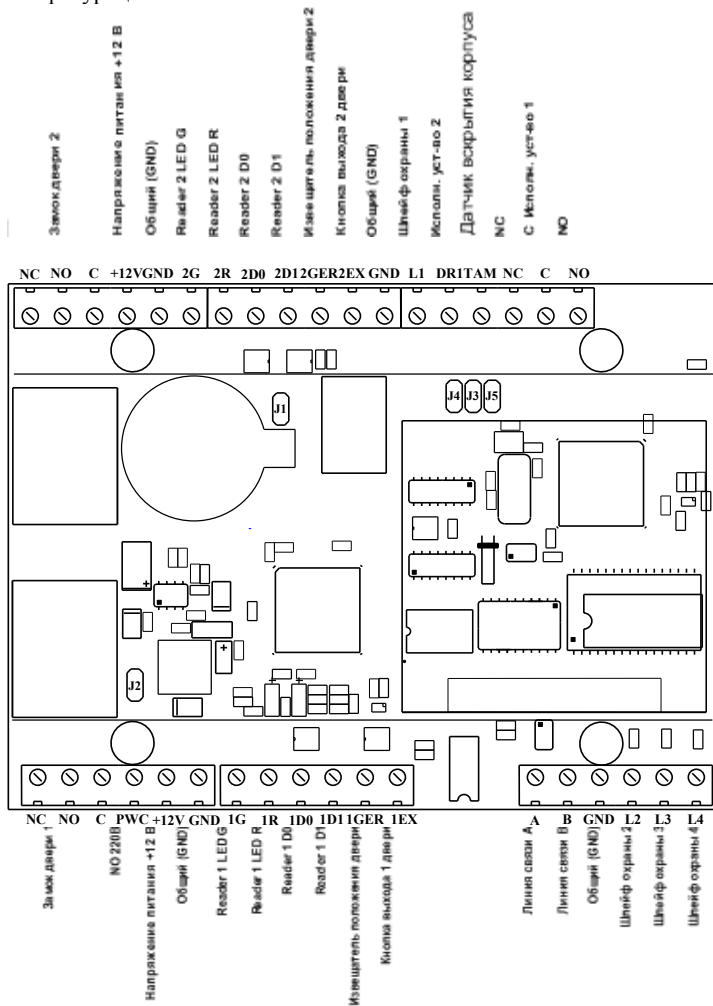 Замок двери 2
Напряжение питания +12 В
Общий (GND)
Reader 2 LED G
Reader 2 LED R
Reader 2 D0
Reader 2 D1
Извещатель положения двери 2
Кнопка выхода 2 двери
Общий (GND)
Шлейф охраны 1
Исполн. уст-во 2
Датчик вскрытия корпуса
NC
C Исполн. уст-во 1
NO
NC NO C +12VGND 2G 2R 2D0 2D1 2GER2EX GND L1 DR1TAM NC C NO
J1
J4 J3 J5
J2
NC NO C PWC +12V GND 1G 1R 1D0 1D1 1GER 1EX A B GND L2 L3 L4
Замок двери 1
NO 220В
Напряжение питания +12 В
Общий (GND)
Reader 1 LED G
Reader 1 LED R
Reader 1 D0
Reader 1 D1
Извещатель положения двери
Кнопка выхода 1 двери
Линия связи A
Линия связи B
Общий (GND)
Шлейф охраны 2
Шлейф охраны 3
Шлейф охраны 4